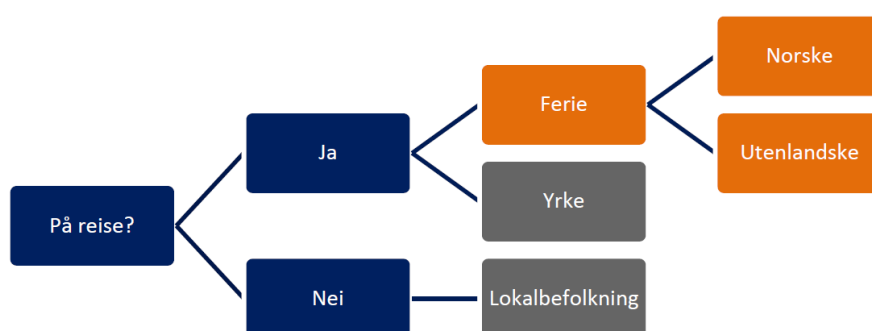 På reise?
Ja
Nei
Ferie
Yrke
Lokalbefolkning
Norske
Utenlandske